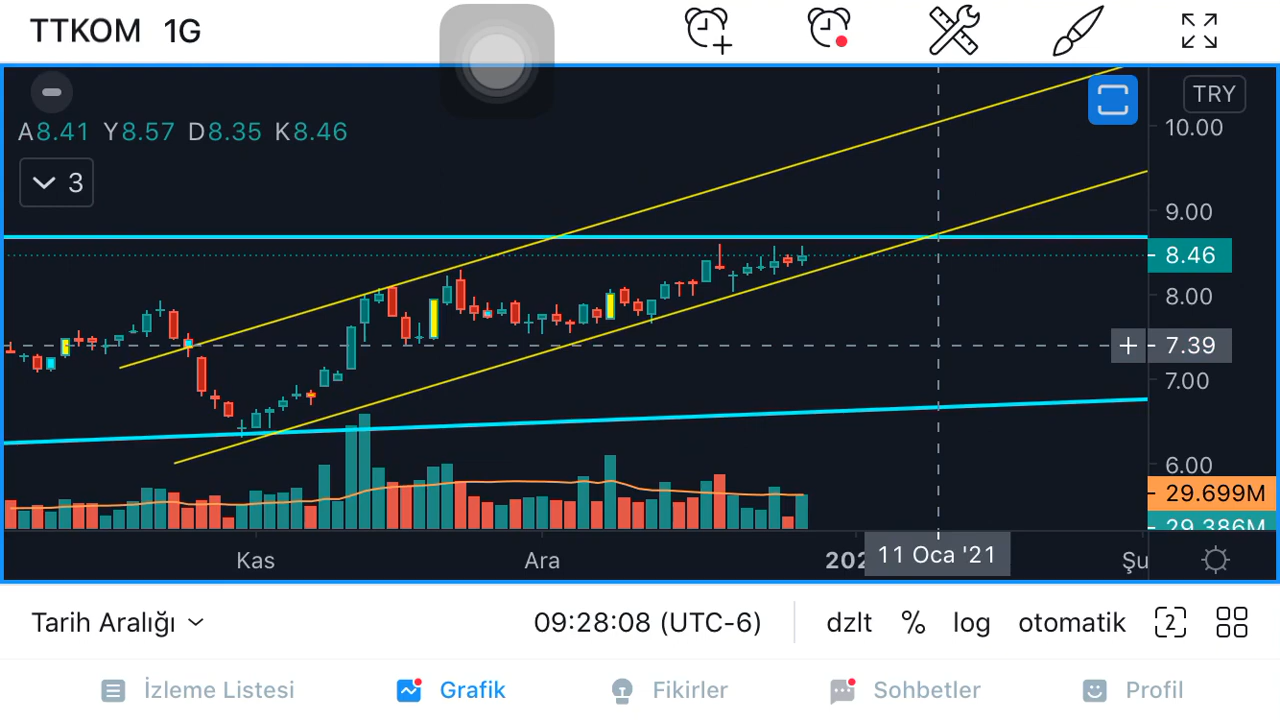 TTKOM 1G
TRY
A8.41 Y8.57 D8.35 K8.46
10.00
3
9.00
8.46
8.00
7.39
7.00
6.00
29.699M
29.386M
Kas Ara 202 11 Oca '21 Şu
Tarih Aralığı 09:28:08 (UTC-6) dzlt % log otomatik 2
İzleme Listesi Grafik Fikirler Sohbetler Profil